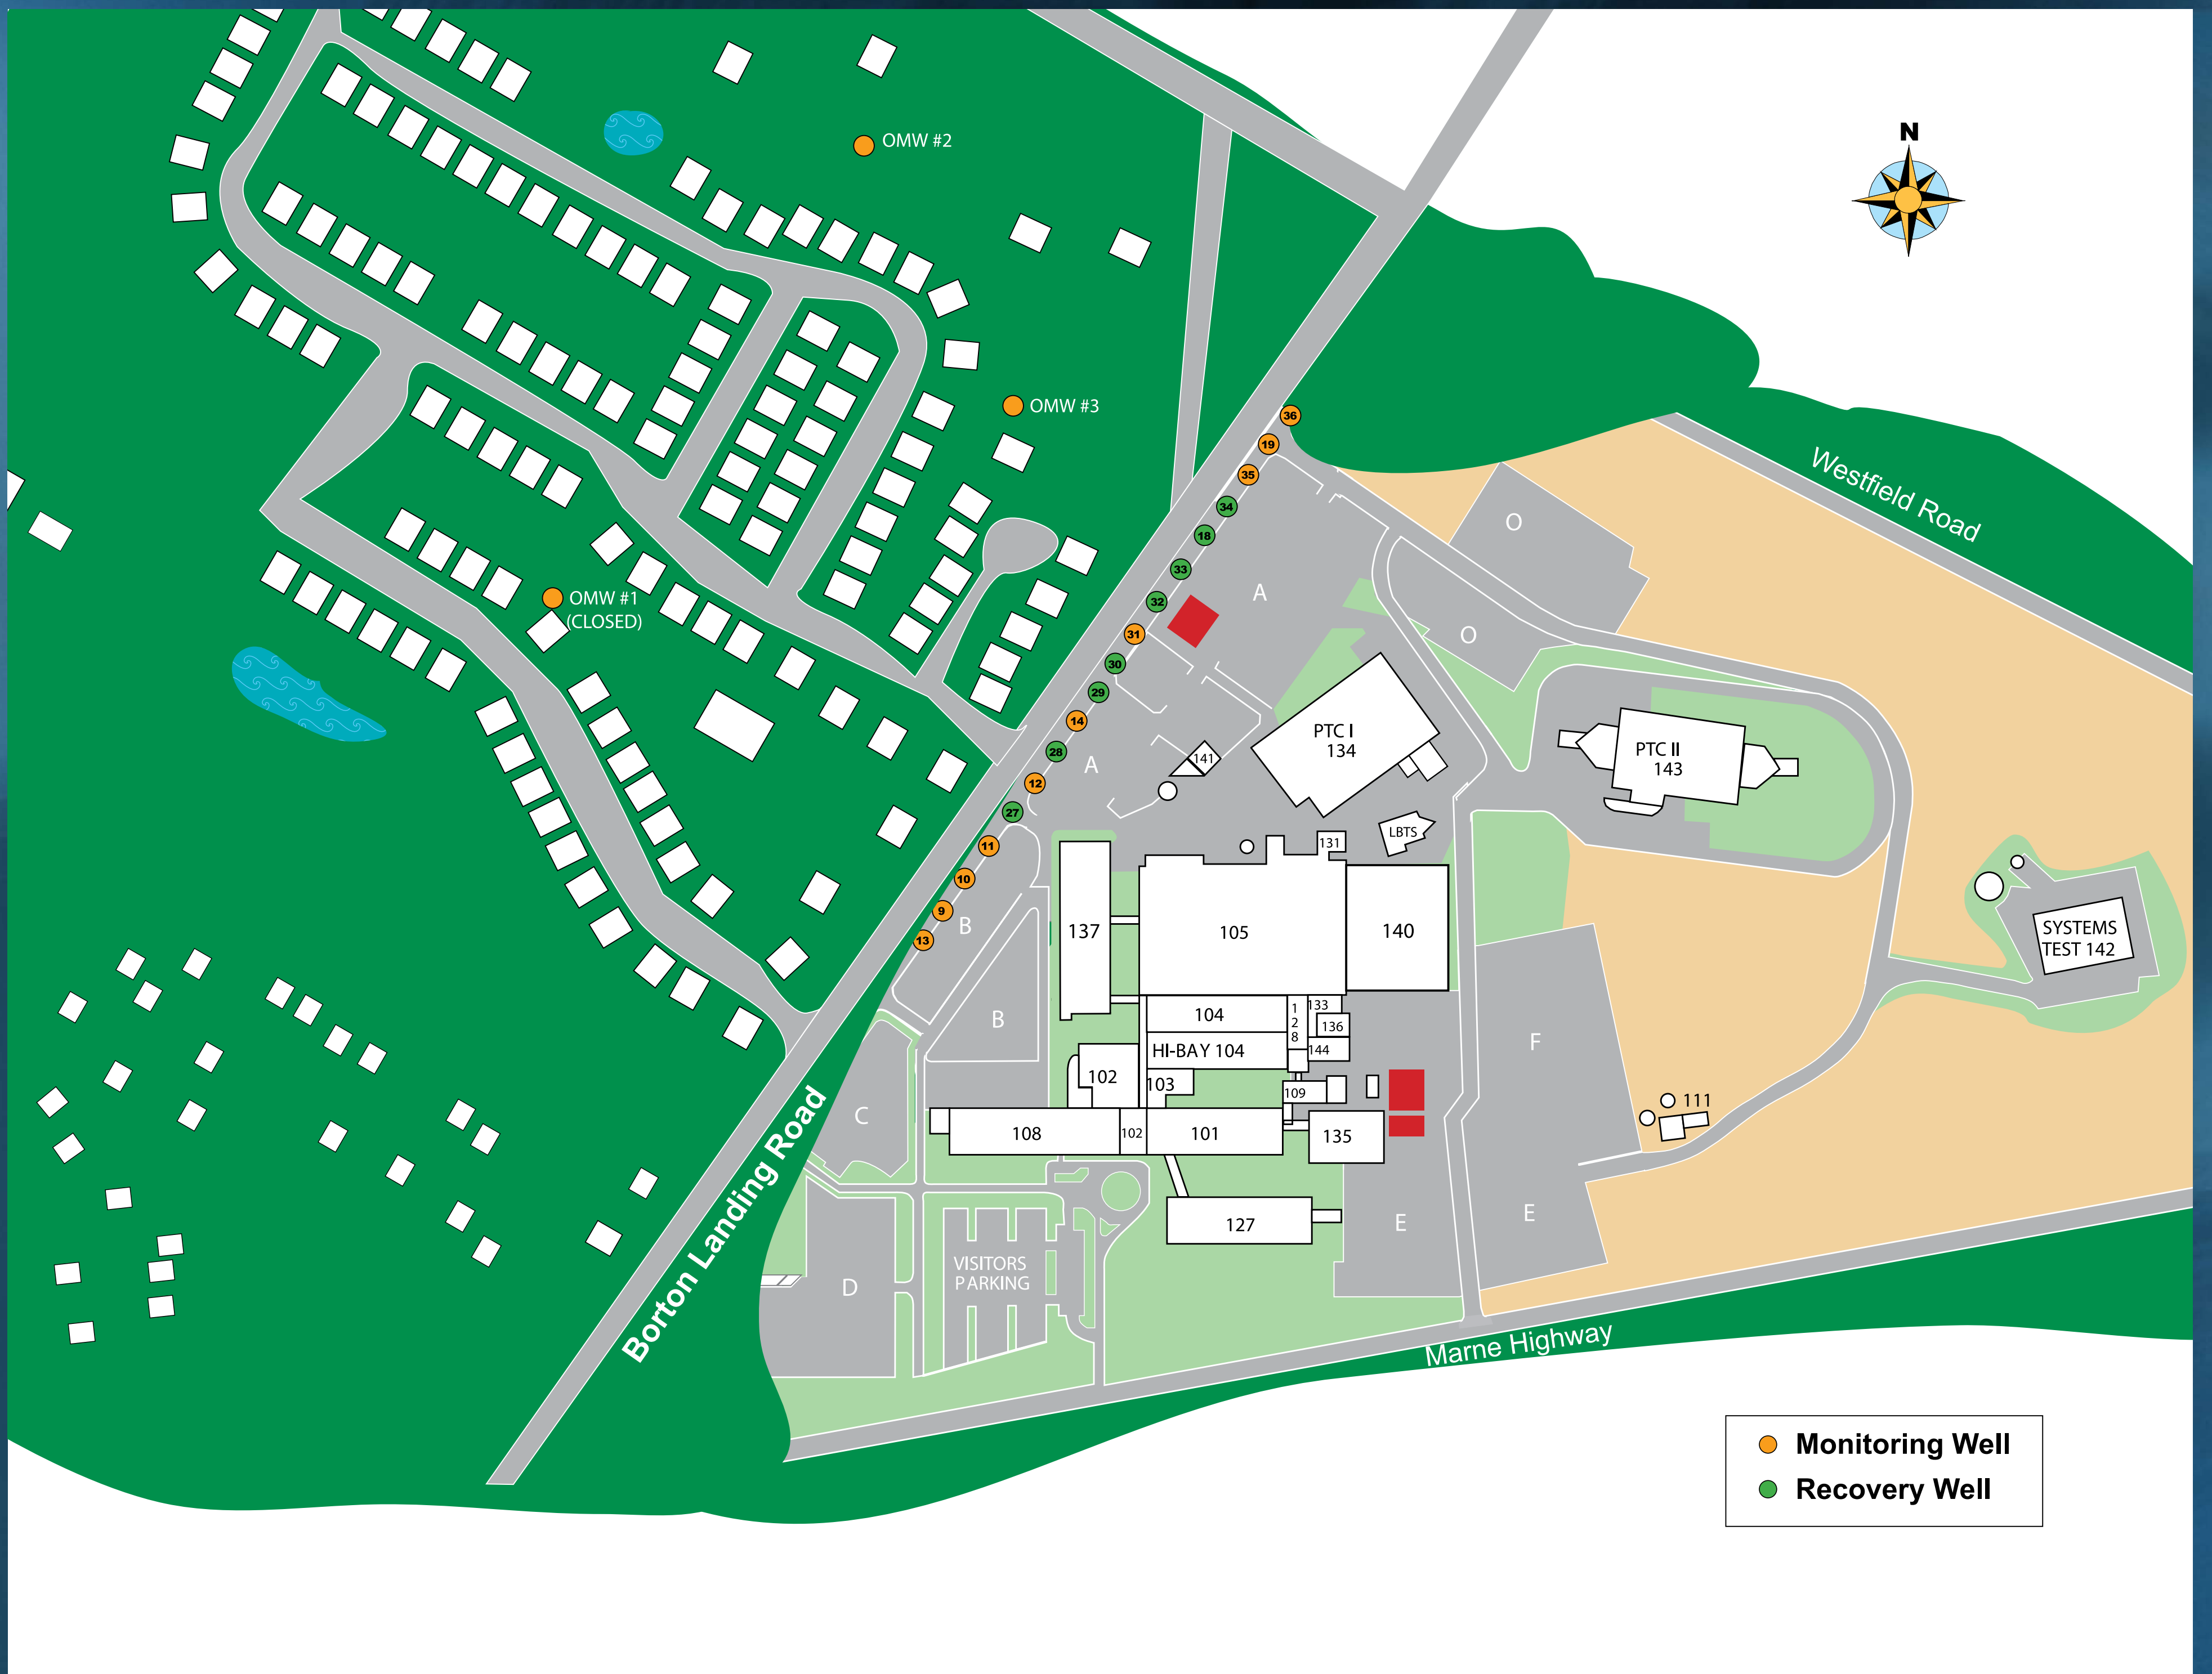 N
OMW #2
OMW #3
36
19
35
34
18
33
32
31
30
29
14
28
12
27
11
10
9
13
OMW #1
(CLOSED)
Westfield Road
O
O
A
A
PTC I
134
141
PTC II
143
LBTS
131
137
105
140
SYSTEMS
TEST 142
B
B
104
1
2
8
133
136
HI-BAY 104
144
F
102
103
109
111
C
108
102
101
135
127
E
E
D
VISITORS
PARKING
Borton Landing Road
Marne Highway
Monitoring Well
Recovery Well